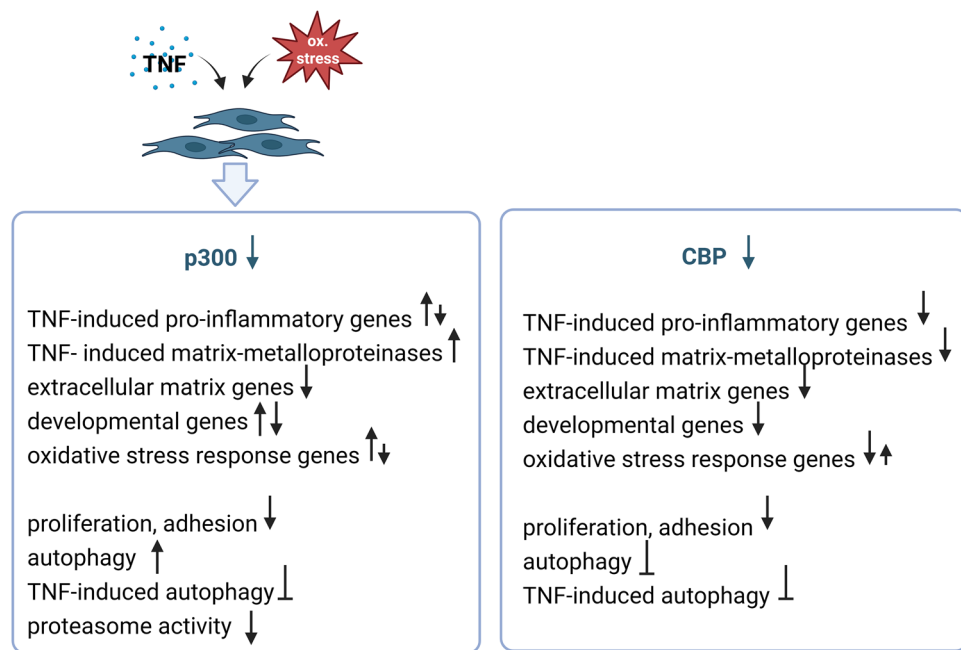 TNF
ox.
stress
p300
TNF-induced pro-inflammatory genes
TNF- induced matrix-metalloproteinases
extracellular matrix genes
developmental genes
oxidative stress response genes
proliferation, adhesion
autophagy
TNF-induced autophagy
proteasome activity
CBP
TNF-induced pro-inflammatory genes
TNF-induced matrix-metalloproteinases
extracellular matrix genes
developmental genes
oxidative stress response genes
proliferation, adhesion
autophagy
TNF-induced autophagy